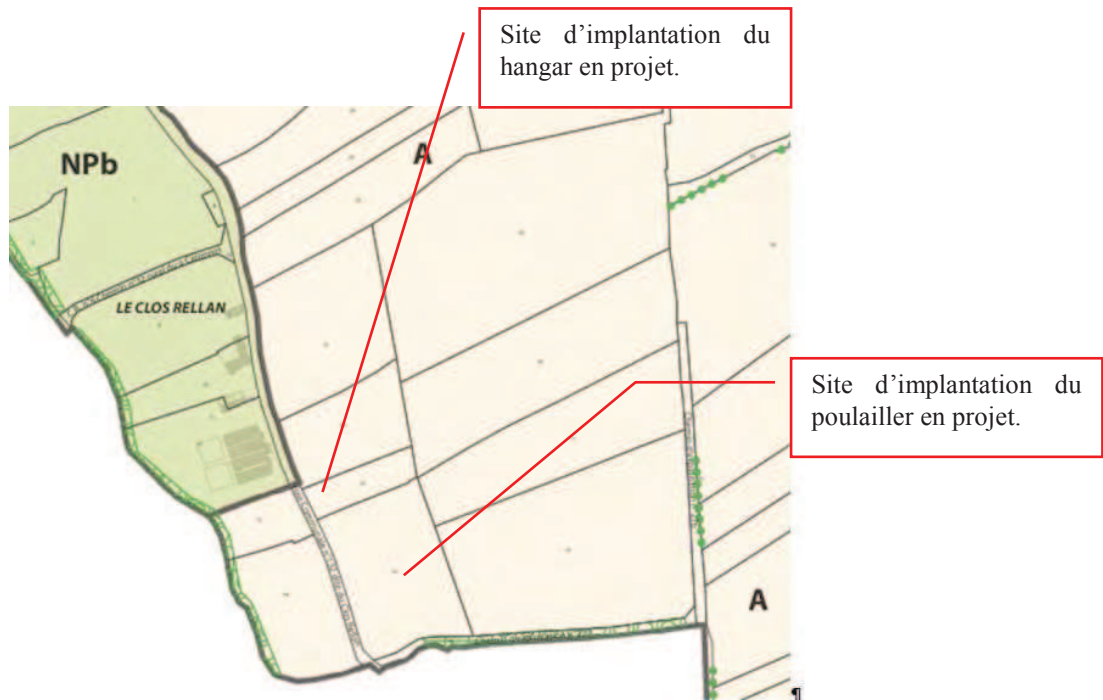 Site d'implantation du
hangar en projet.
A
NPb
LE CLOS RELLAN
Site d'implantation du
poulailler en projet.
A
¶